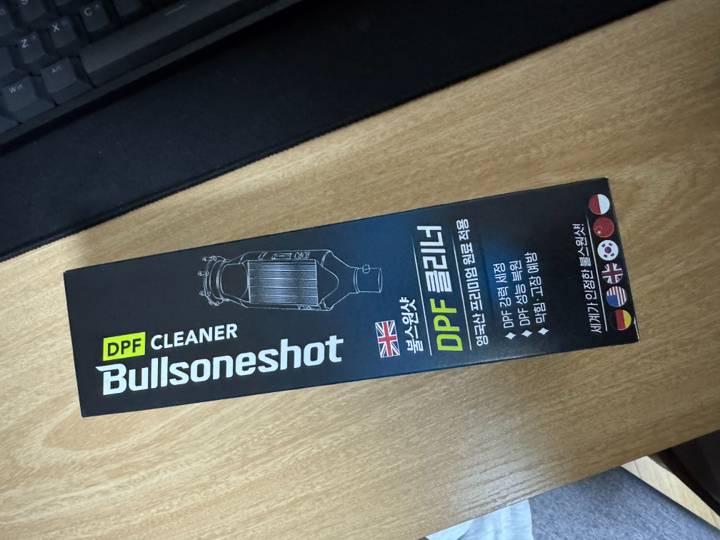 DPF CLEANER
Bullsoneshot
불스원샷
DPF 클리너
영국산 프리미엄 원료 적용
DPF 강력 세정
DPF 성능 복원
막힘·고장 예방
세계가 인정한 불스원샷!